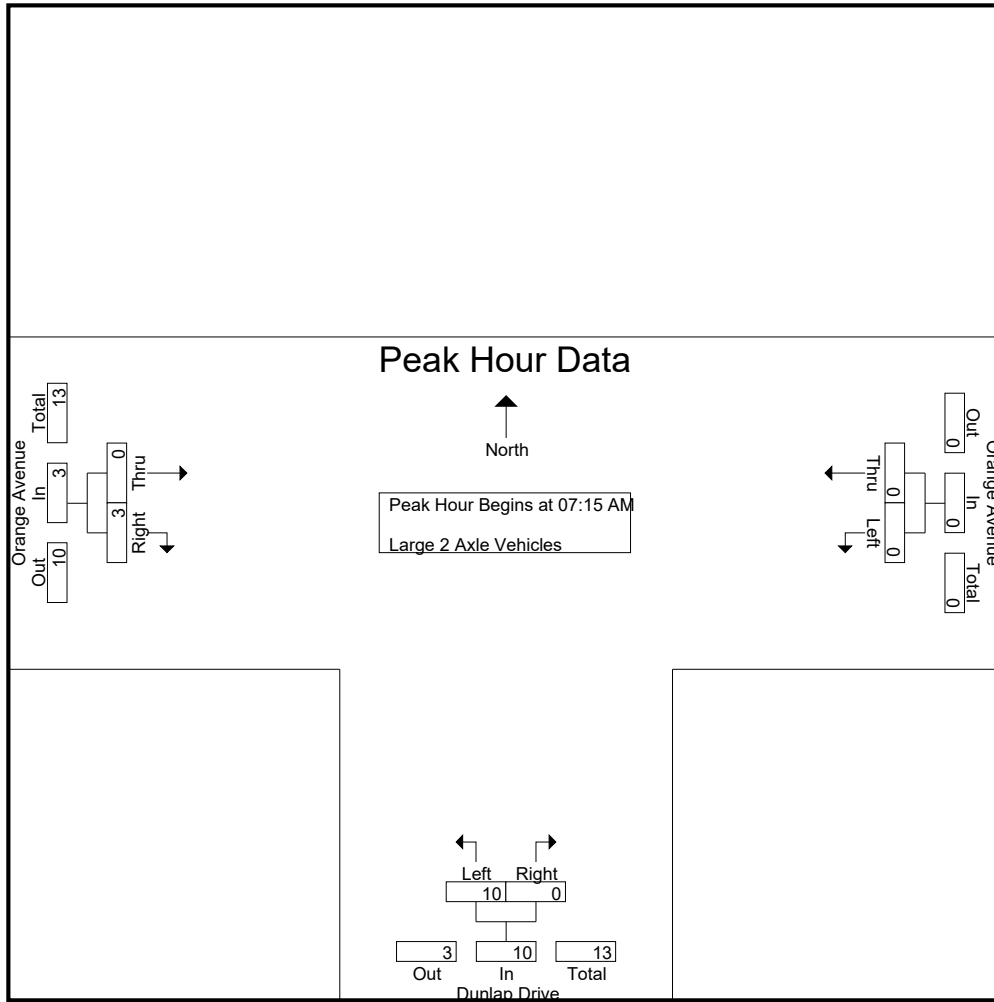 Peak Hour Data
North
Peak Hour Begins at 07:15 AM
Large 2 Axle Vehicles
Orange Avenue
Total
13
In
3
Out
10
Thru
0
Right
3
Thru
0
Left
0
Out
0
In
0
Total
0
Orange Avenue
Left Right
10 0
3 10 13
Out In Total
Dunlap Drive